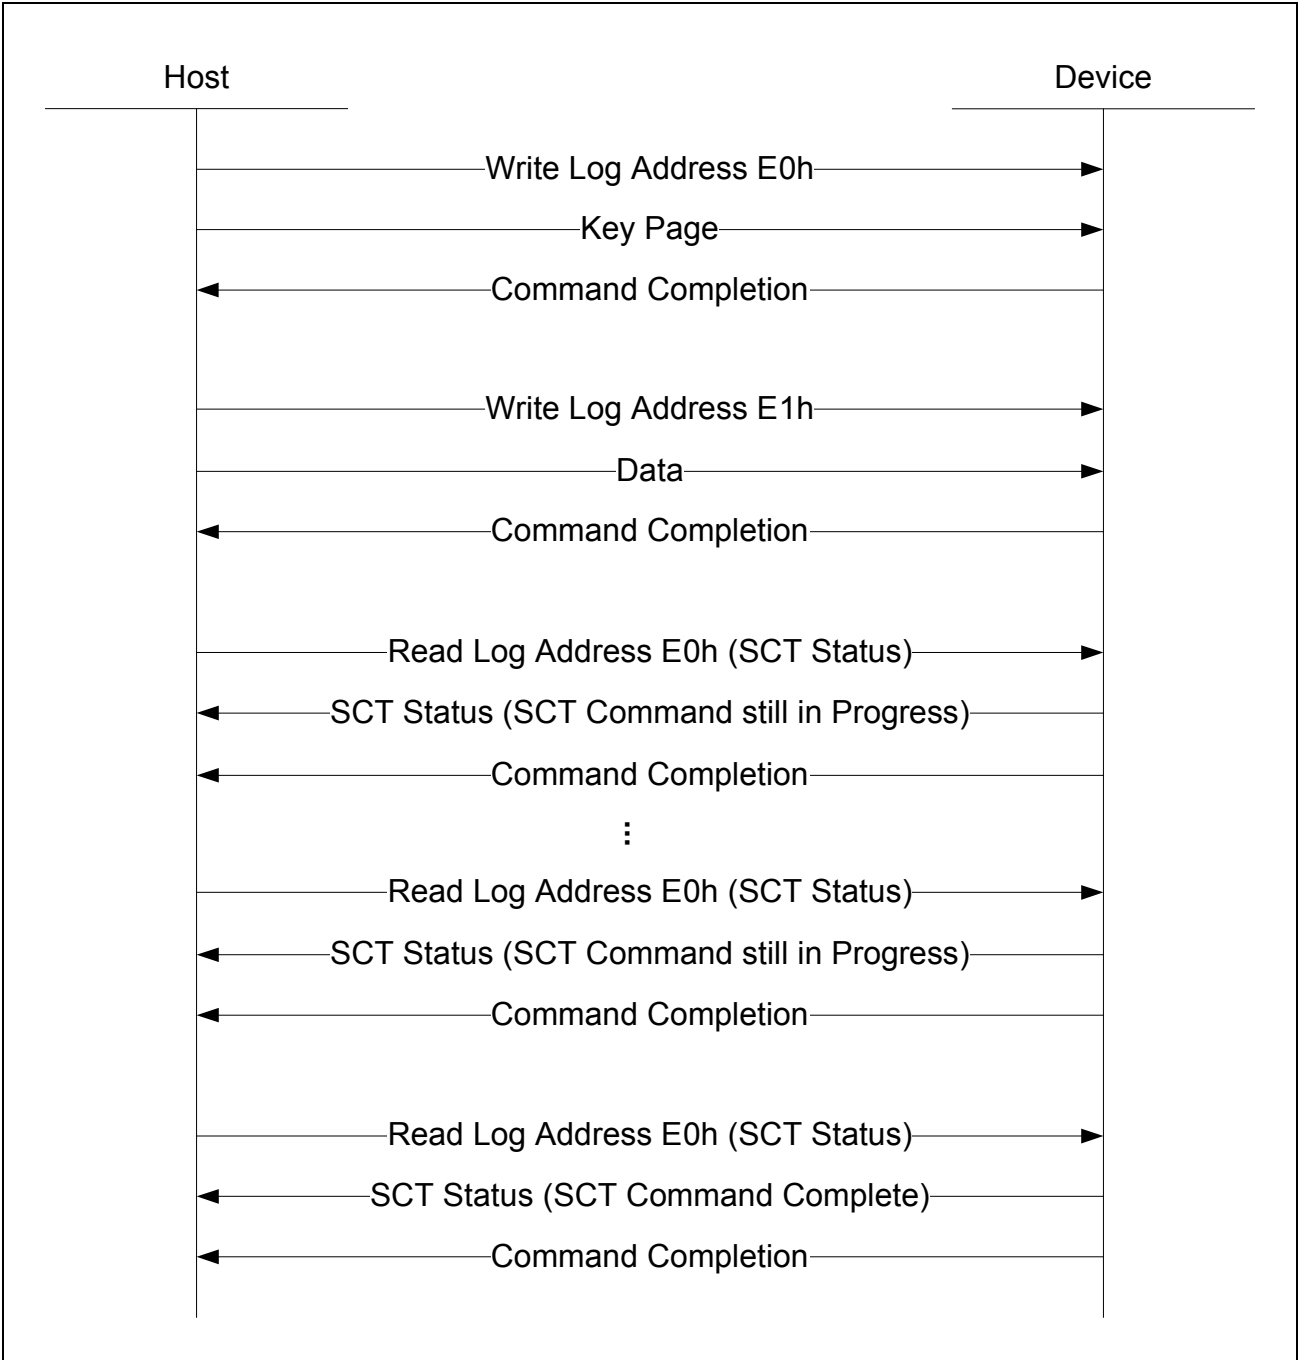 Host Device
Write Log Address E0h
Key Page
Command Completion
Write Log Address E1h
Data
Command Completion
Read Log Address E0h (SCT Status)
SCT Status (SCT Command still in Progress)
Command Completion
...
Read Log Address E0h (SCT Status)
SCT Status (SCT Command still in Progress)
Command Completion
Read Log Address E0h (SCT Status)
SCT Status (SCT Command Complete)
Command Completion